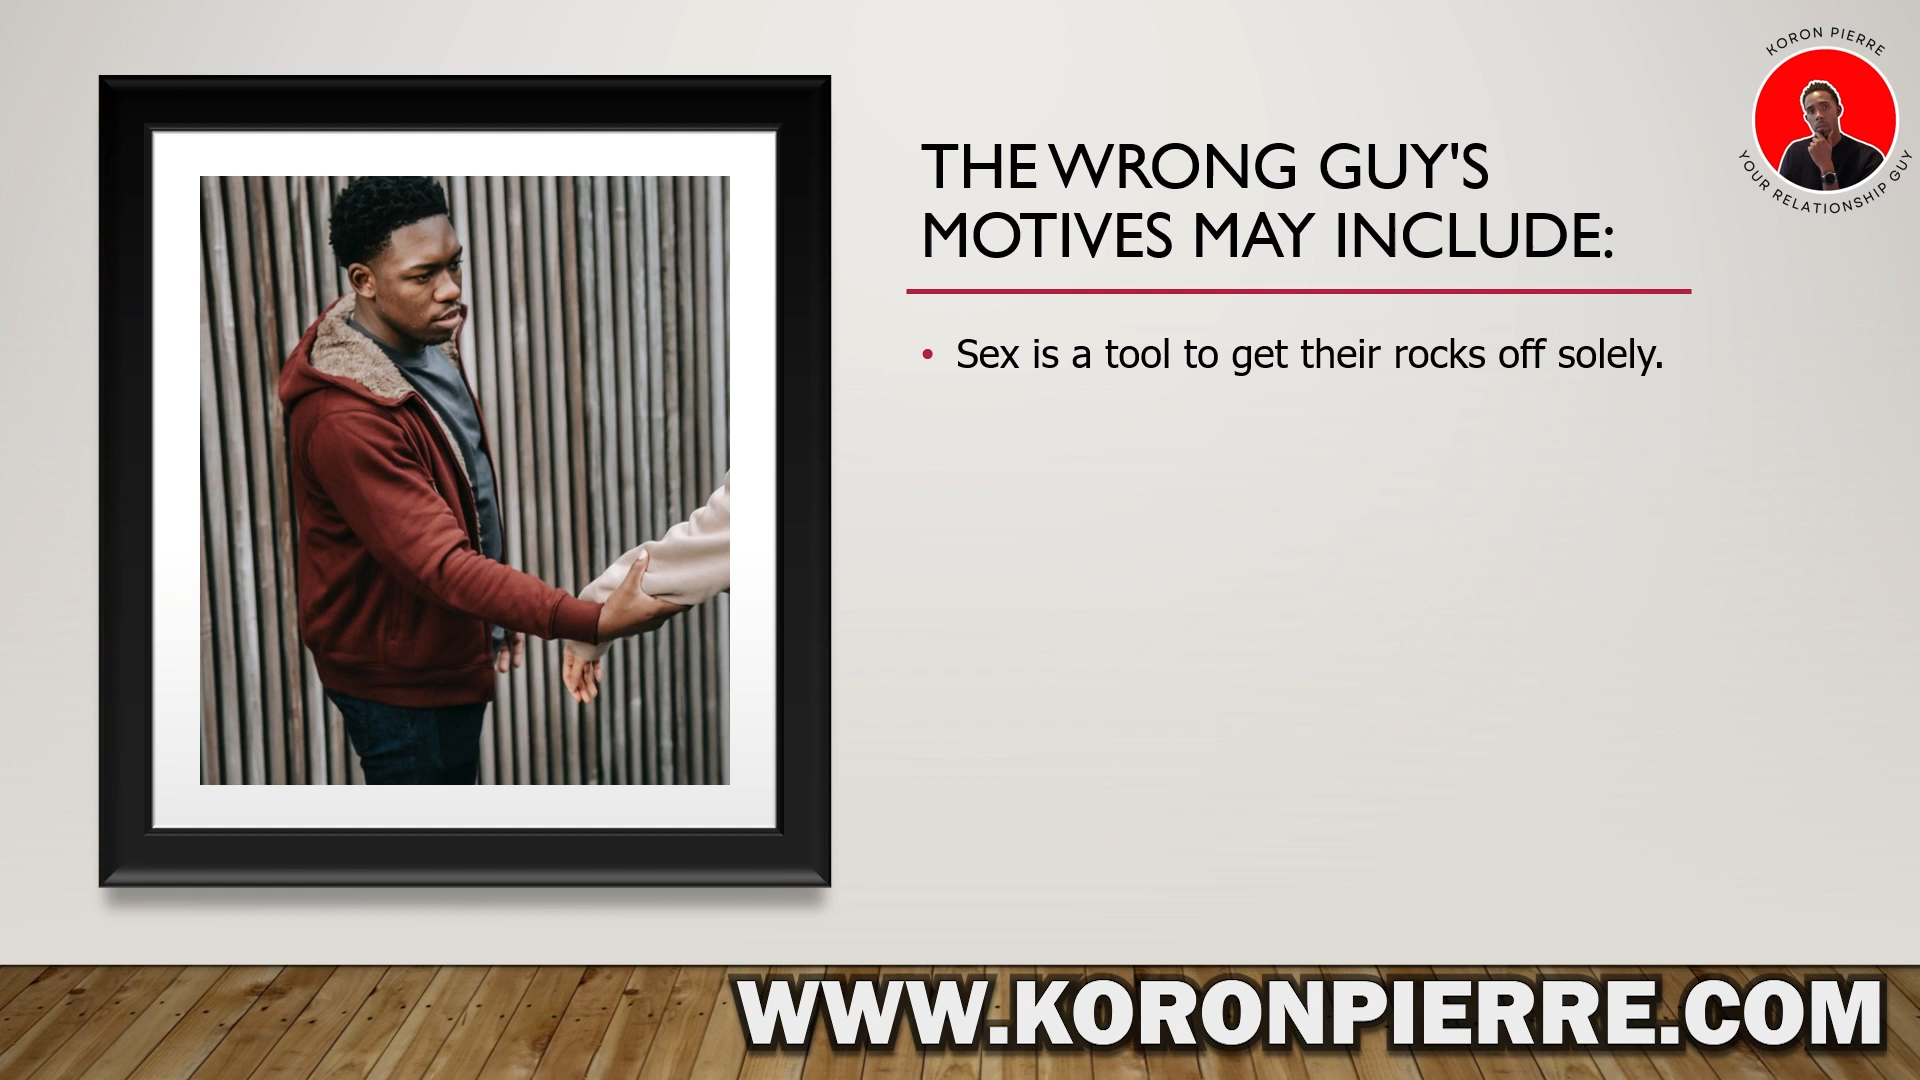 KORON PIERRE
YOUR RELATIONSHIP GUY
THE WRONG GUY'S
MOTIVES MAY INCLUDE:
• Sex is a tool to get their rocks off solely.
WWW.KORONPIERRE.COM